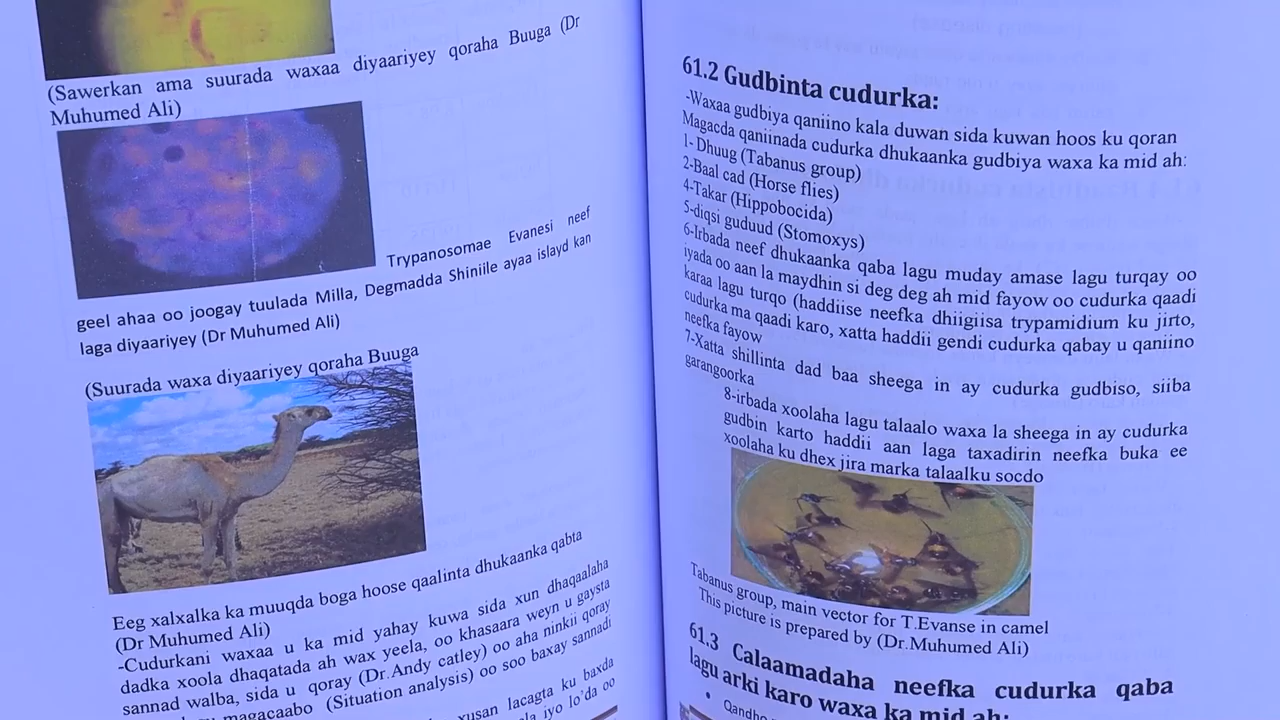 (Sawerkan ama suurada waxaa diyaariyey qoraha Buuga (Dr
Muhumed Ali)
Trypanosomae Evanesi neef
geel ahaa oo joogay tuulada Milla, Degmadda Shiniile ayaa islayd kan
laga diyaariyey (Dr Muhumed Ali)
(Suurada waxa diyaariyey qoraha Buuga
Eeg xalxalka ka muuqda boga hoose qaalinta dhukaanka qabta
(Dr Muhumed Ali)
-Cudurkani waxaa u ka mid yahay kuwa sida xun dhaqaalaha
dadka xoola dhaqatada ah wax yeela, oo khasaara weyn u gaysta
sannad walba, sida u qoray (Dr.Andy catley) oo aha ninkii qoray
magacaabo (Situation analysis) oo soo baxay sannadi
xusan lacagta ku baxda
iyo lo'da oo
61.2 Gudbinta cudurka:
-Waxaa gudbiya qaniino kala duwan sida kuwan hoos ku qoran
Magacda qaniinada cudurka dhukaanka gudbiya waxa ka mid ah:
1- Dhuug (Tabanus group)
2-Baal cad (Horse flies)
4-Takar (Hippobocida)
5-diqsi guduud (Stomoxys)
6-Irbada neef dhukaanka qaba lagu muday amase lagu turqay oo
iyada oo aan la maydhin si deg deg ah mid fayow oo cudurka qaadi
karaa lagu turqo (haddiise neefka dhiigiisa trypamidium ku jirto,
cudurka ma qaadi karo, xatta haddii gendi cudurka qabay u qaniino
neefka fayow
7-Xatta shillinta dad baa sheega in ay cudurka gudbiso, siiba
garangoorka
8-irbada xoolaha lagu talaalo waxa la sheega in ay cudurka
gudbin karto haddii aan laga taxadirin neefka buka ee
xoolaha ku dhex jira marka talaalku socdo
Tabanus group, main vector for T.Evanse in camel
This picture is prepared by (Dr.Muhumed Ali)
61.3 Calaamadaha neefka cudurka qaba
lagu arki karo waxa ka mid ah:
• Qandho